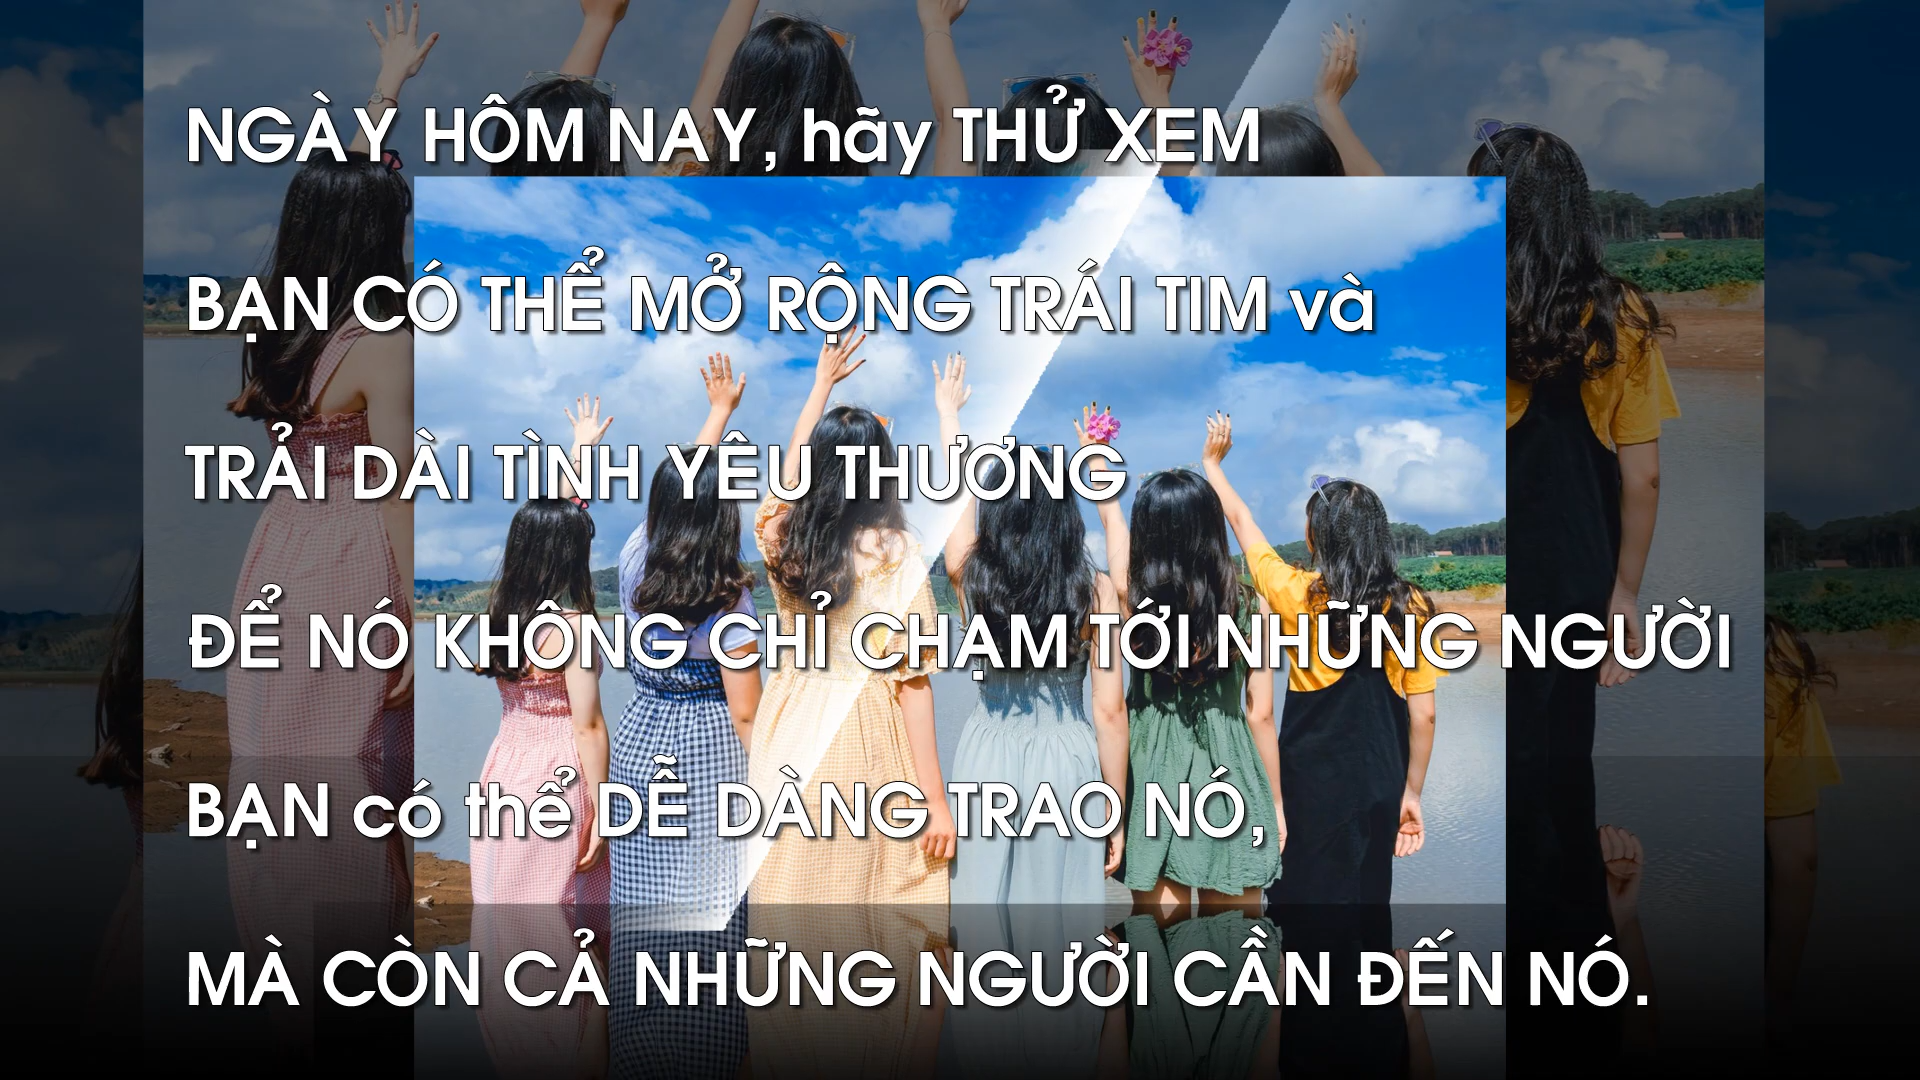 NGÀY HÔM NAY, hãy THỬ XEM
BẠN CÓ THỂ MỞ RỘNG TRÁI TIM và
TRẢI DÀI TÌNH YÊU THƯƠNG
ĐỂ NÓ KHÔNG CHỈ CHẠM TỚI NHỮNG NGƯỜI
BẠN có thể DỄ DÀNG TRAO NÓ,
MÀ CÒN CẢ NHỮNG NGƯỜI CẦN ĐẾN NÓ.